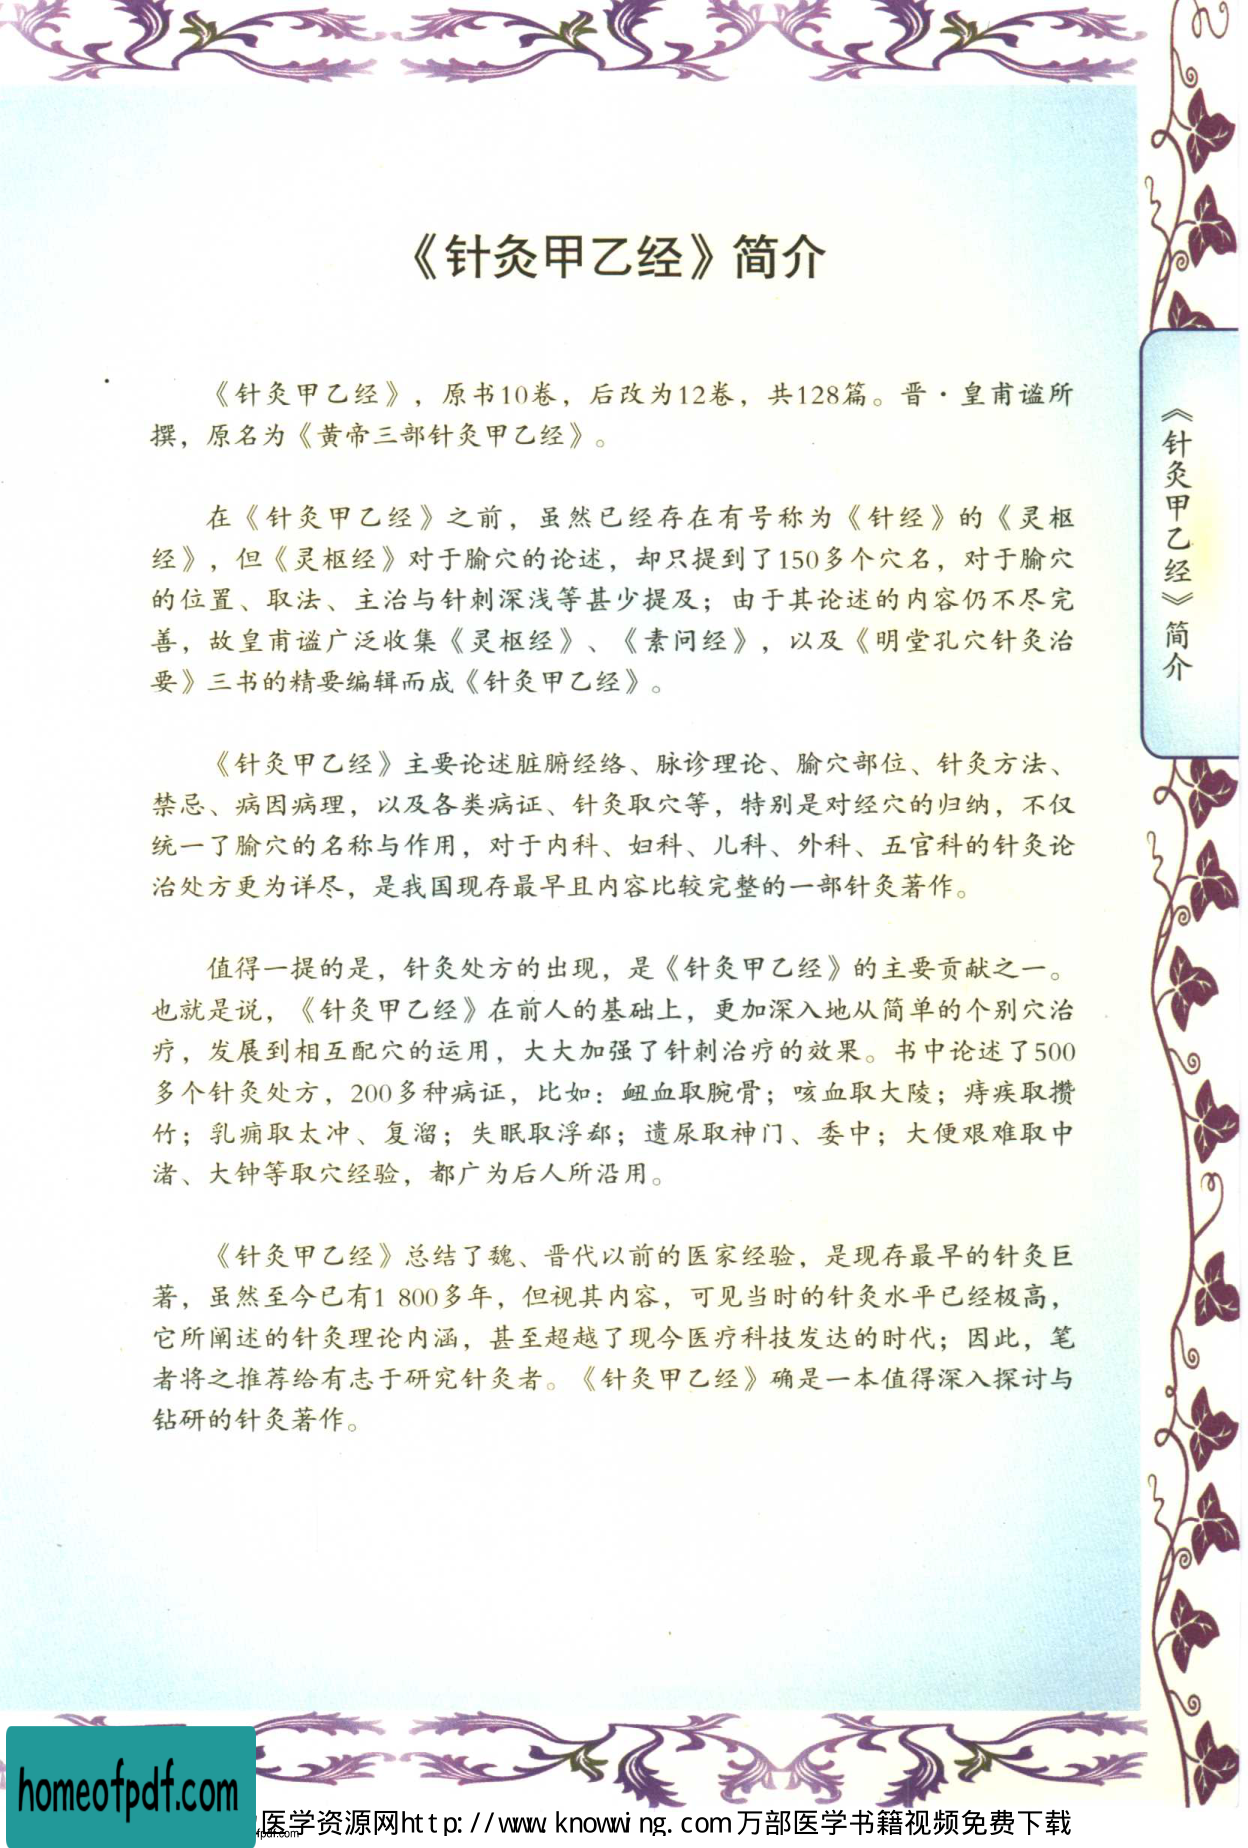 《针灸甲乙经》简介
《针灸甲乙经》，原书10卷，后改为12卷，共128篇。晋·皇甫谧所
撰，原名为《黄帝三部针灸甲乙经》。
在《针灸甲乙经》之前，虽然已经存在有号称为《针经》的《灵枢
经》，但《灵枢经》对于腧穴的论述，却只提到了150多个穴名，对于腧穴
的位置、取法、主治与针刺深浅等甚少提及；由于其论述的内容仍不尽完
善，故皇甫谧广泛收集《灵枢经》、《素问经》，以及《明堂孔穴针灸治
要》三书的精要编辑而成《针灸甲乙经》。
《针灸甲乙经》主要论述脏腑经络、脉诊理论、腧穴部位、针灸方法、
禁忌、病因病理，以及各类病证、针灸取穴等，特别是对经穴的归纳，不仅
统一了腧穴的名称与作用，对于内科、妇科、儿科、外科、五官科的针灸论
治处方更为详尽，是我国现存最早且内容比较完整的一部针灸著作。
值得一提的是，针灸处方的出现，是《针灸甲乙经》的主要贡献之一。
也就是说，《针灸甲乙经》在前人的基础上，更加深入地从简单的个别穴治
疗，发展到相互配穴的运用，大大加强了针刺治疗的效果。书中论述了500
多个针灸处方，200多种病证，比如：衄血取腕骨；咳血取大陵；痔疾取攒
竹；乳痈取太冲、复溜；失眠取浮郄；遗尿取神门、委中；大便艰难取中
渚、大钟等取穴经验，都广为后人所沿用。
《针灸甲乙经》总结了魏、晋代以前的医家经验，是现存最早的针灸巨
著，虽然至今已有1 800多年，但视其内容，可见当时的针灸水平已经极高，
它所阐述的针灸理论内涵，甚至超越了现今医疗科技发达的时代；因此，笔
者将之推荐给有志于研究针灸者。《针灸甲乙经》确是一本值得深入探讨与
钻研的针灸著作。
《针灸甲乙经》简介
homeofpdf.com
医学资源网http://www.knowwing.com万部医学书籍视频免费下载